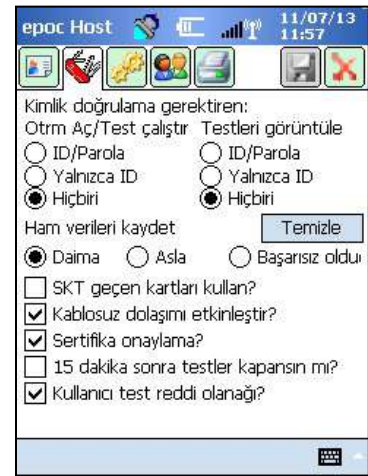 epoc Host 11/07/13
11:57
Kimlik doğrulama gerektiren:
Otrm Aç/Test çalıştır Testleri görüntüle
ID/Parola ID/Parola
Yalnızca ID Yalnızca ID
Hiçbiri Hiçbiri
Ham verileri kaydet Temizle
Daima Asla Başarısız
SKT geçen kartları kullan?
Kablosuz dolaşımı etkinleştir?
Sertifika onaylama?
15 dakika sonra testler kapansın mı?
Kullanıcı test reddi olanağı?